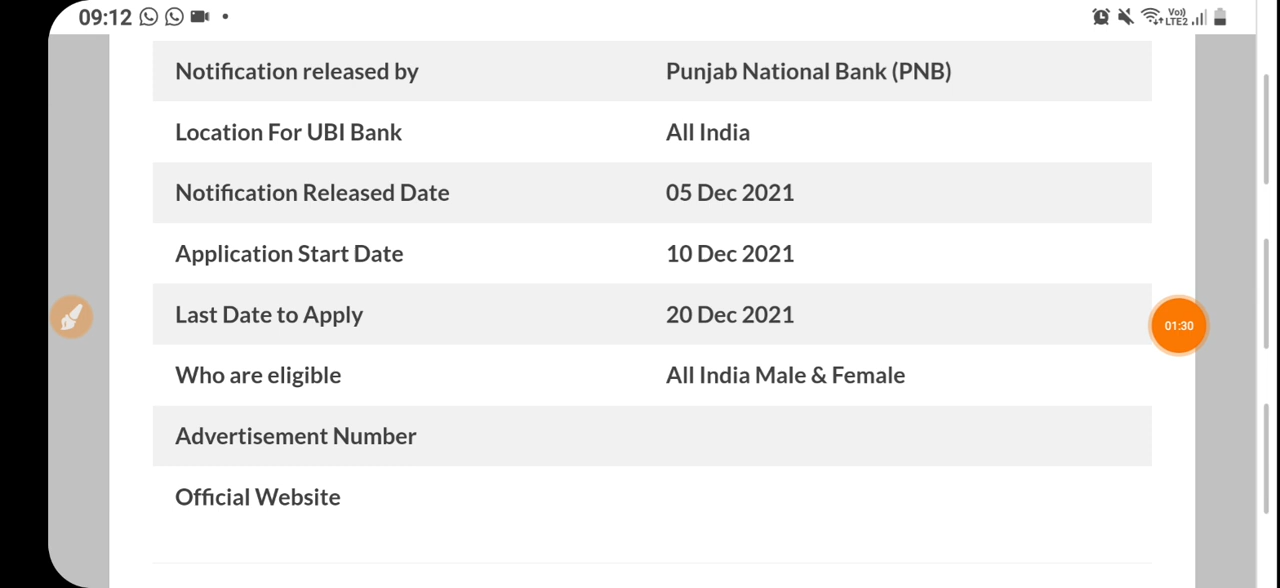 09:12
Vo)) LTE2
Notification released by Punjab National Bank (PNB)
Location For UBI Bank All India
Notification Released Date 05 Dec 2021
Application Start Date 10 Dec 2021
Last Date to Apply 20 Dec 2021
01:30
Who are eligible All India Male & Female
Advertisement Number
Official Website